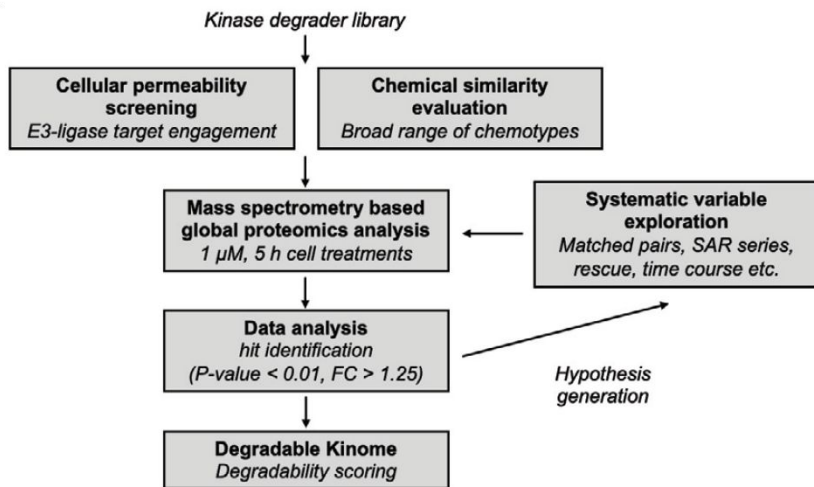 Kinase degrader library
Cellular permeability
screening
E3-ligase target engagement
Chemical similarity
evaluation
Broad range of chemotypes
Mass spectrometry based
global proteomics analysis
1 µM, 5 h cell treatments
Systematic variable
exploration
Matched pairs, SAR series,
rescue, time course etc.
Data analysis
hit identification
(P-value < 0.01, FC > 1.25)
Hypothesis
generation
Degradable Kinome
Degradability scoring